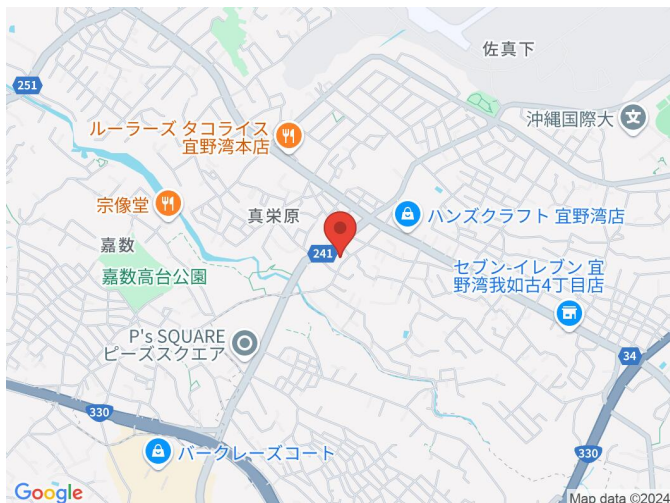 佐真下
251
沖縄国際大
ルーラーズ タコライス
宜野湾本店
宗像堂
真栄原
ハンズクラフト 宜野湾店
嘉数
241
嘉数高台公園
セブン-イレブン 宜
野湾我如古4丁目店
P's SQUARE
ピーズスクエア
34
330
バークレーズコート
330
Google
Map data ©2024